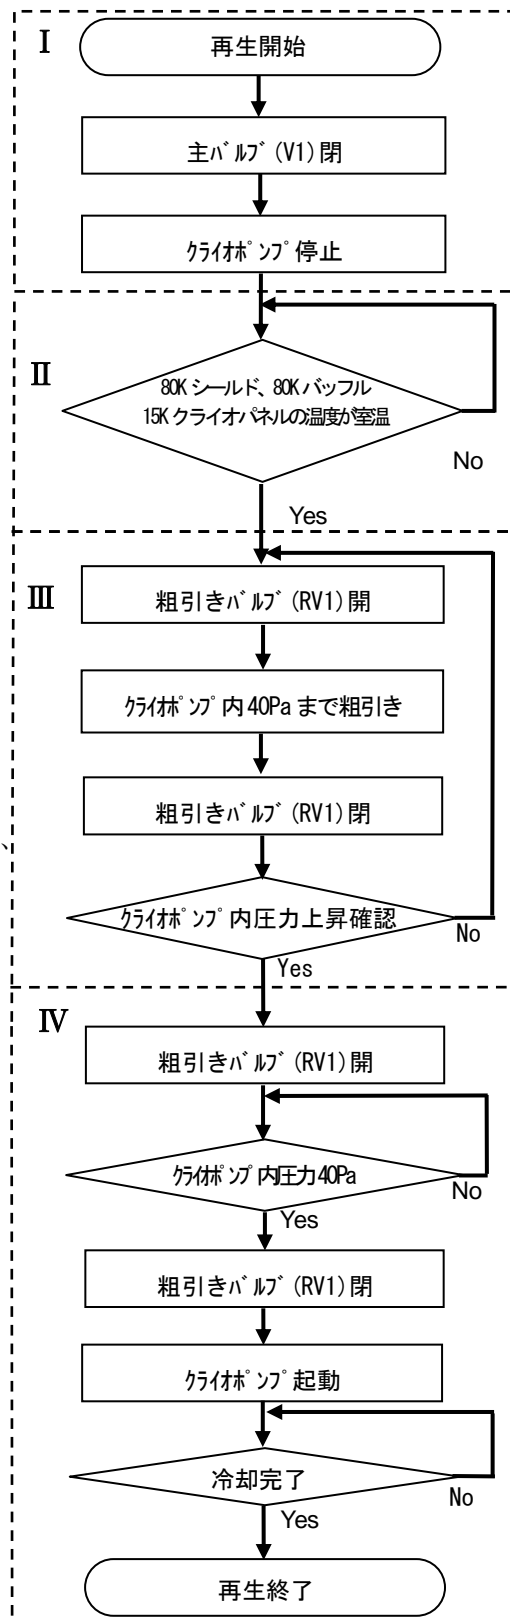 Ⅰ
再生開始
主ﾊﾞﾙﾌﾞ(V1)閉
ｸﾗｲｵﾎﾟﾝﾌﾟ停止
Ⅱ
80Kシールド、80Kバッフル
15Kクライオパネルの温度が室温
No
Yes
Ⅲ
粗引きﾊﾞﾙﾌﾞ(RV1)開
ｸﾗｲｵﾎﾟﾝﾌﾟ内40Paまで粗引き
粗引きﾊﾞﾙﾌﾞ(RV1)閉
、
ｸﾗｲｵﾎﾟﾝﾌﾟ内圧力上昇確認
No
Yes
Ⅳ
粗引きﾊﾞﾙﾌﾞ(RV1)開
ｸﾗｲｵﾎﾟﾝﾌﾟ内圧力40Pa
No
Yes
粗引きﾊﾞﾙﾌﾞ(RV1)閉
ｸﾗｲｵﾎﾟﾝﾌﾟ起動
冷却完了
No
Yes
再生終了